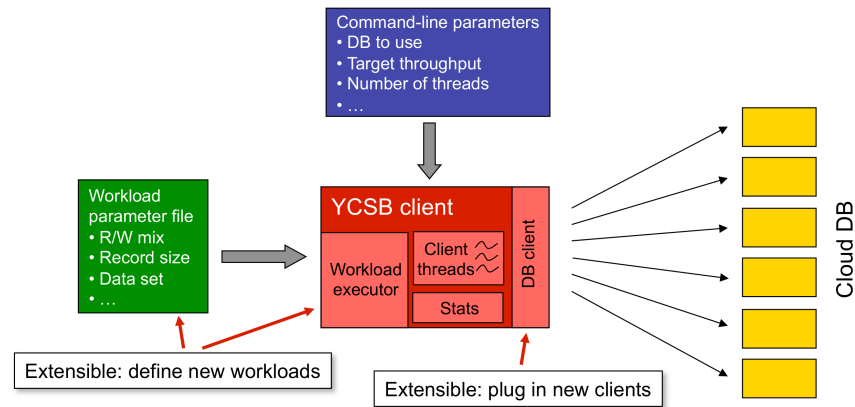 Command-line parameters
• DB to use
• Target throughput
• Number of threads
• …
Workload
parameter file
• R/W mix
• Record size
• Data set
• …
YCSB client
Workload
executor
Client
threads
Stats
DB client
Cloud DB
Extensible: define new workloads
Extensible: plug in new clients